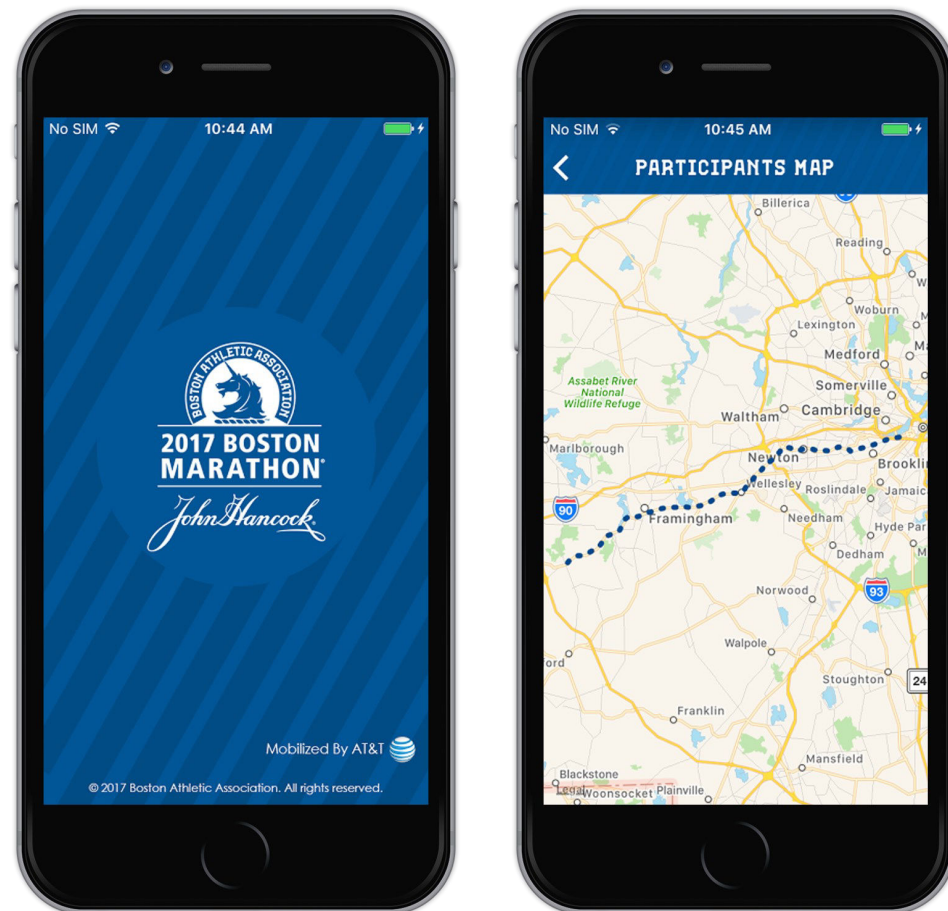 No SIM 10:44 AM
BOSTON ATHLETIC ASSOCIATION
2017 BOSTON
MARATHON®
John Hancock®
Mobilized By AT&T
© 2017 Boston Athletic Association. All rights reserved.
No SIM 10:45 AM
PARTICIPANTS MAP
Billerica
Reading
Woburn
Lexington
Medford
Assabet River
National
Wildlife Refuge
Somerville
Waltham
Cambridge
Marlborough
Newton
Brooklin
Wellesley
Roslindale
Jamaic
90
Framingham
Needham
Hyde Par
Dedham
93
Norwood
Walpole
ord
Stoughton
24
Franklin
Mansfield
Blackstone
Legal
Woonsocket
Plainville